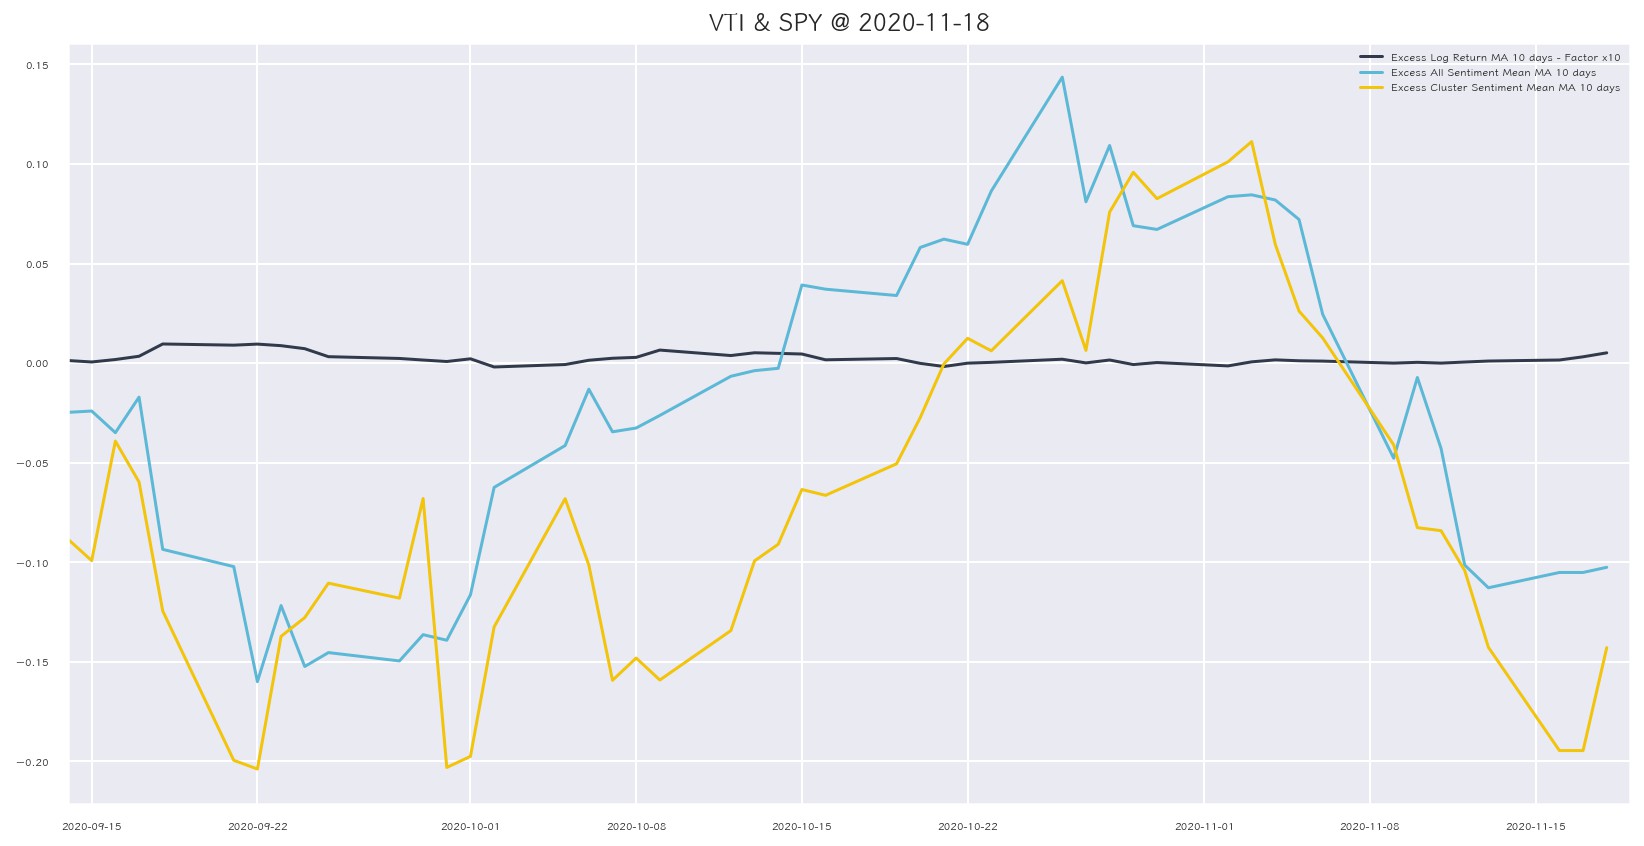 VTI & SPY @ 2020-11-18
Excess Log Return MA 10 days - Factor x10
Excess All Sentiment Mean MA 10 days
Excess Cluster Sentiment Mean MA 10 days
0.15
0.10
0.05
0.00
−0.05
−0.10
−0.15
−0.20
2020-09-15 2020-09-22 2020-10-01 2020-10-08 2020-10-15 2020-10-22 2020-11-01 2020-11-08 2020-11-15